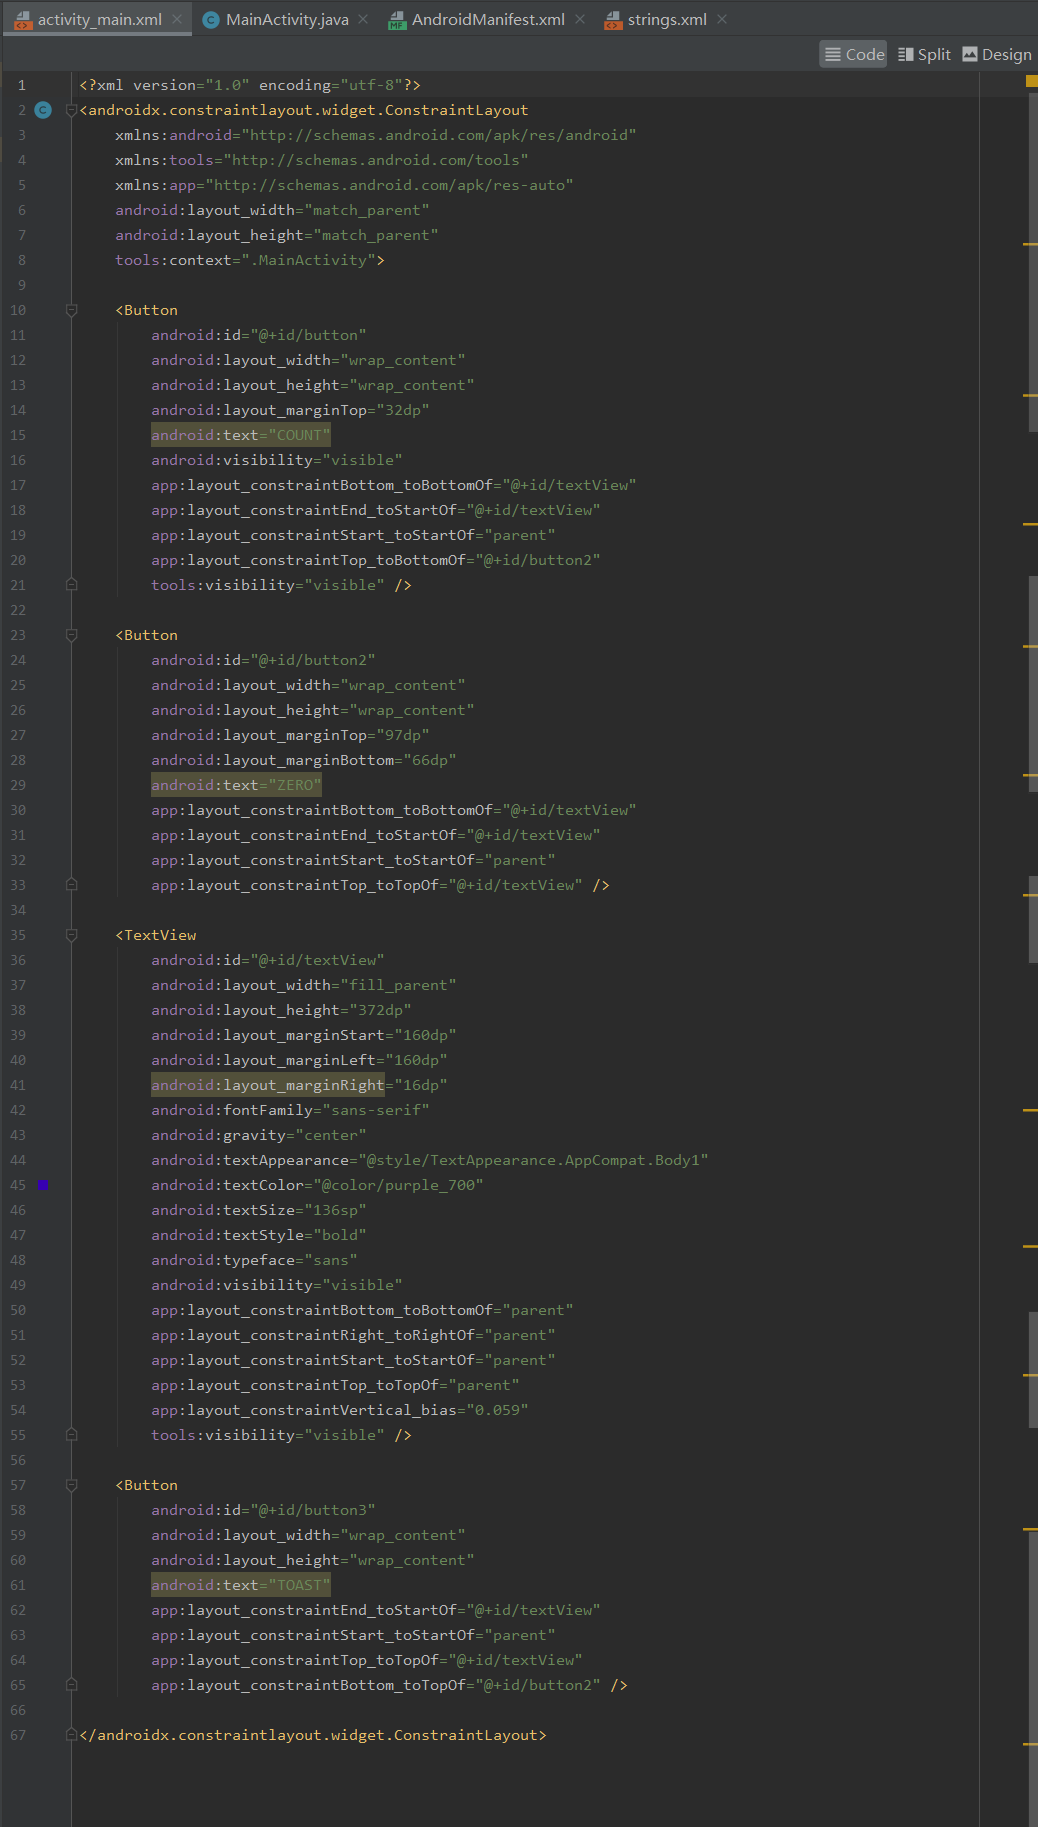 activity_main.xml MainActivity.java AndroidManifest.xml strings.xml
Code Split Design
1 <?xml version="1.0" encoding="utf-8"?>
2 <androidx.constraintlayout.widget.ConstraintLayout
3 xmlns:android="http://schemas.android.com/apk/res/android"
4 xmlns:tools="http://schemas.android.com/tools"
5 xmlns:app="http://schemas.android.com/apk/res-auto"
6 android:layout_width="match_parent"
7 android:layout_height="match_parent"
8 tools:context=".MainActivity">
9
10 <Button
11 android:id="@+id/button"
12 android:layout_width="wrap_content"
13 android:layout_height="wrap_content"
14 android:layout_marginTop="32dp"
15 android:text="COUNT"
16 android:visibility="visible"
17 app:layout_constraintBottom_toBottomOf="@+id/textView"
18 app:layout_constraintEnd_toStartOf="@+id/textView"
19 app:layout_constraintStart_toStartOf="parent"
20 app:layout_constraintTop_toBottomOf="@+id/button2"
21 tools:visibility="visible" />
22
23 <Button
24 android:id="@+id/button2"
25 android:layout_width="wrap_content"
26 android:layout_height="wrap_content"
27 android:layout_marginTop="97dp"
28 android:layout_marginBottom="66dp"
29 android:text="ZERO"
30 app:layout_constraintBottom_toBottomOf="@+id/textView"
31 app:layout_constraintEnd_toStartOf="@+id/textView"
32 app:layout_constraintStart_toStartOf="parent"
33 app:layout_constraintTop_toTopOf="@+id/textView" />
34
35 <TextView
36 android:id="@+id/textView"
37 android:layout_width="fill_parent"
38 android:layout_height="372dp"
39 android:layout_marginStart="160dp"
40 android:layout_marginLeft="160dp"
41 android:layout_marginRight="16dp"
42 android:fontFamily="sans-serif"
43 android:gravity="center"
44 android:textAppearance="@style/TextAppearance.AppCompat.Body1"
45 android:textColor="@color/purple_700"
46 android:textSize="136sp"
47 android:textStyle="bold"
48 android:typeface="sans"
49 android:visibility="visible"
50 app:layout_constraintBottom_toBottomOf="parent"
51 app:layout_constraintRight_toRightOf="parent"
52 app:layout_constraintStart_toStartOf="parent"
53 app:layout_constraintTop_toTopOf="parent"
54 app:layout_constraintVertical_bias="0.059"
55 tools:visibility="visible" />
56
57 <Button
58 android:id="@+id/button3"
59 android:layout_width="wrap_content"
60 android:layout_height="wrap_content"
61 android:text="TOAST"
62 app:layout_constraintEnd_toStartOf="@+id/textView"
63 app:layout_constraintStart_toStartOf="parent"
64 app:layout_constraintTop_toTopOf="@+id/textView"
65 app:layout_constraintBottom_toTopOf="@+id/button2" />
66
67 </androidx.constraintlayout.widget.ConstraintLayout>